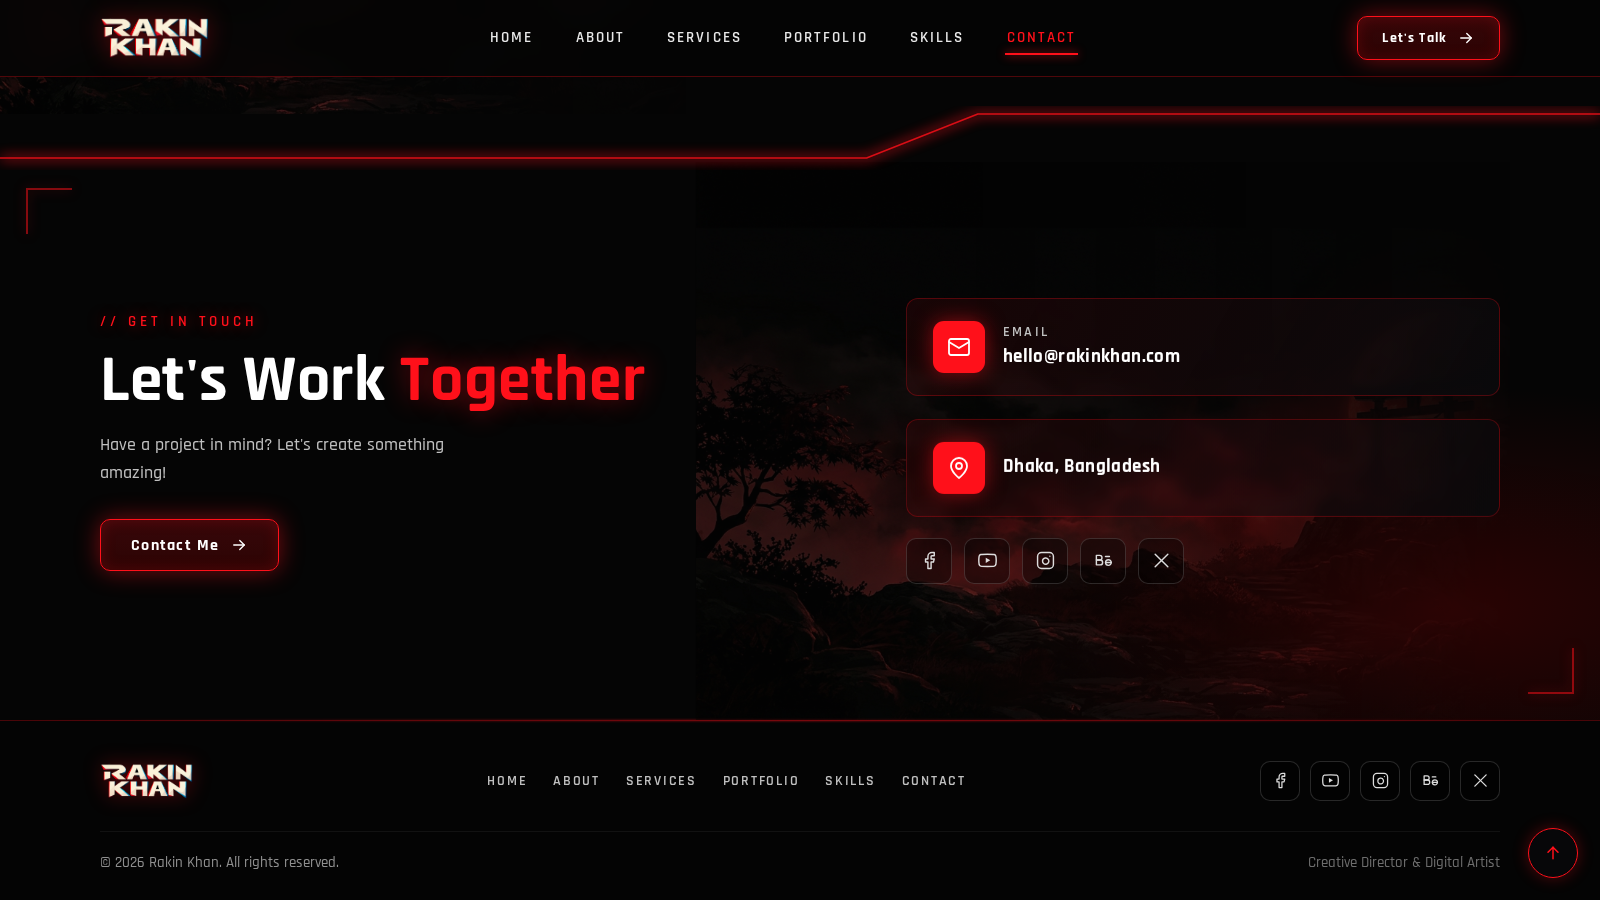 RAKIN
KHAN
HOME ABOUT SERVICES PORTFOLIO SKILLS CONTACT
Let's Talk
// GET IN TOUCH
Let's Work Together
Have a project in mind? Let's create something
amazing!
Contact Me
EMAIL
hello@rakinkhan.com
Dhaka, Bangladesh
Bē
RAKIN
KHAN
HOME ABOUT SERVICES PORTFOLIO SKILLS CONTACT
Bē
© 2026 Rakin Khan. All rights reserved.
Creative Director & Digital Artist